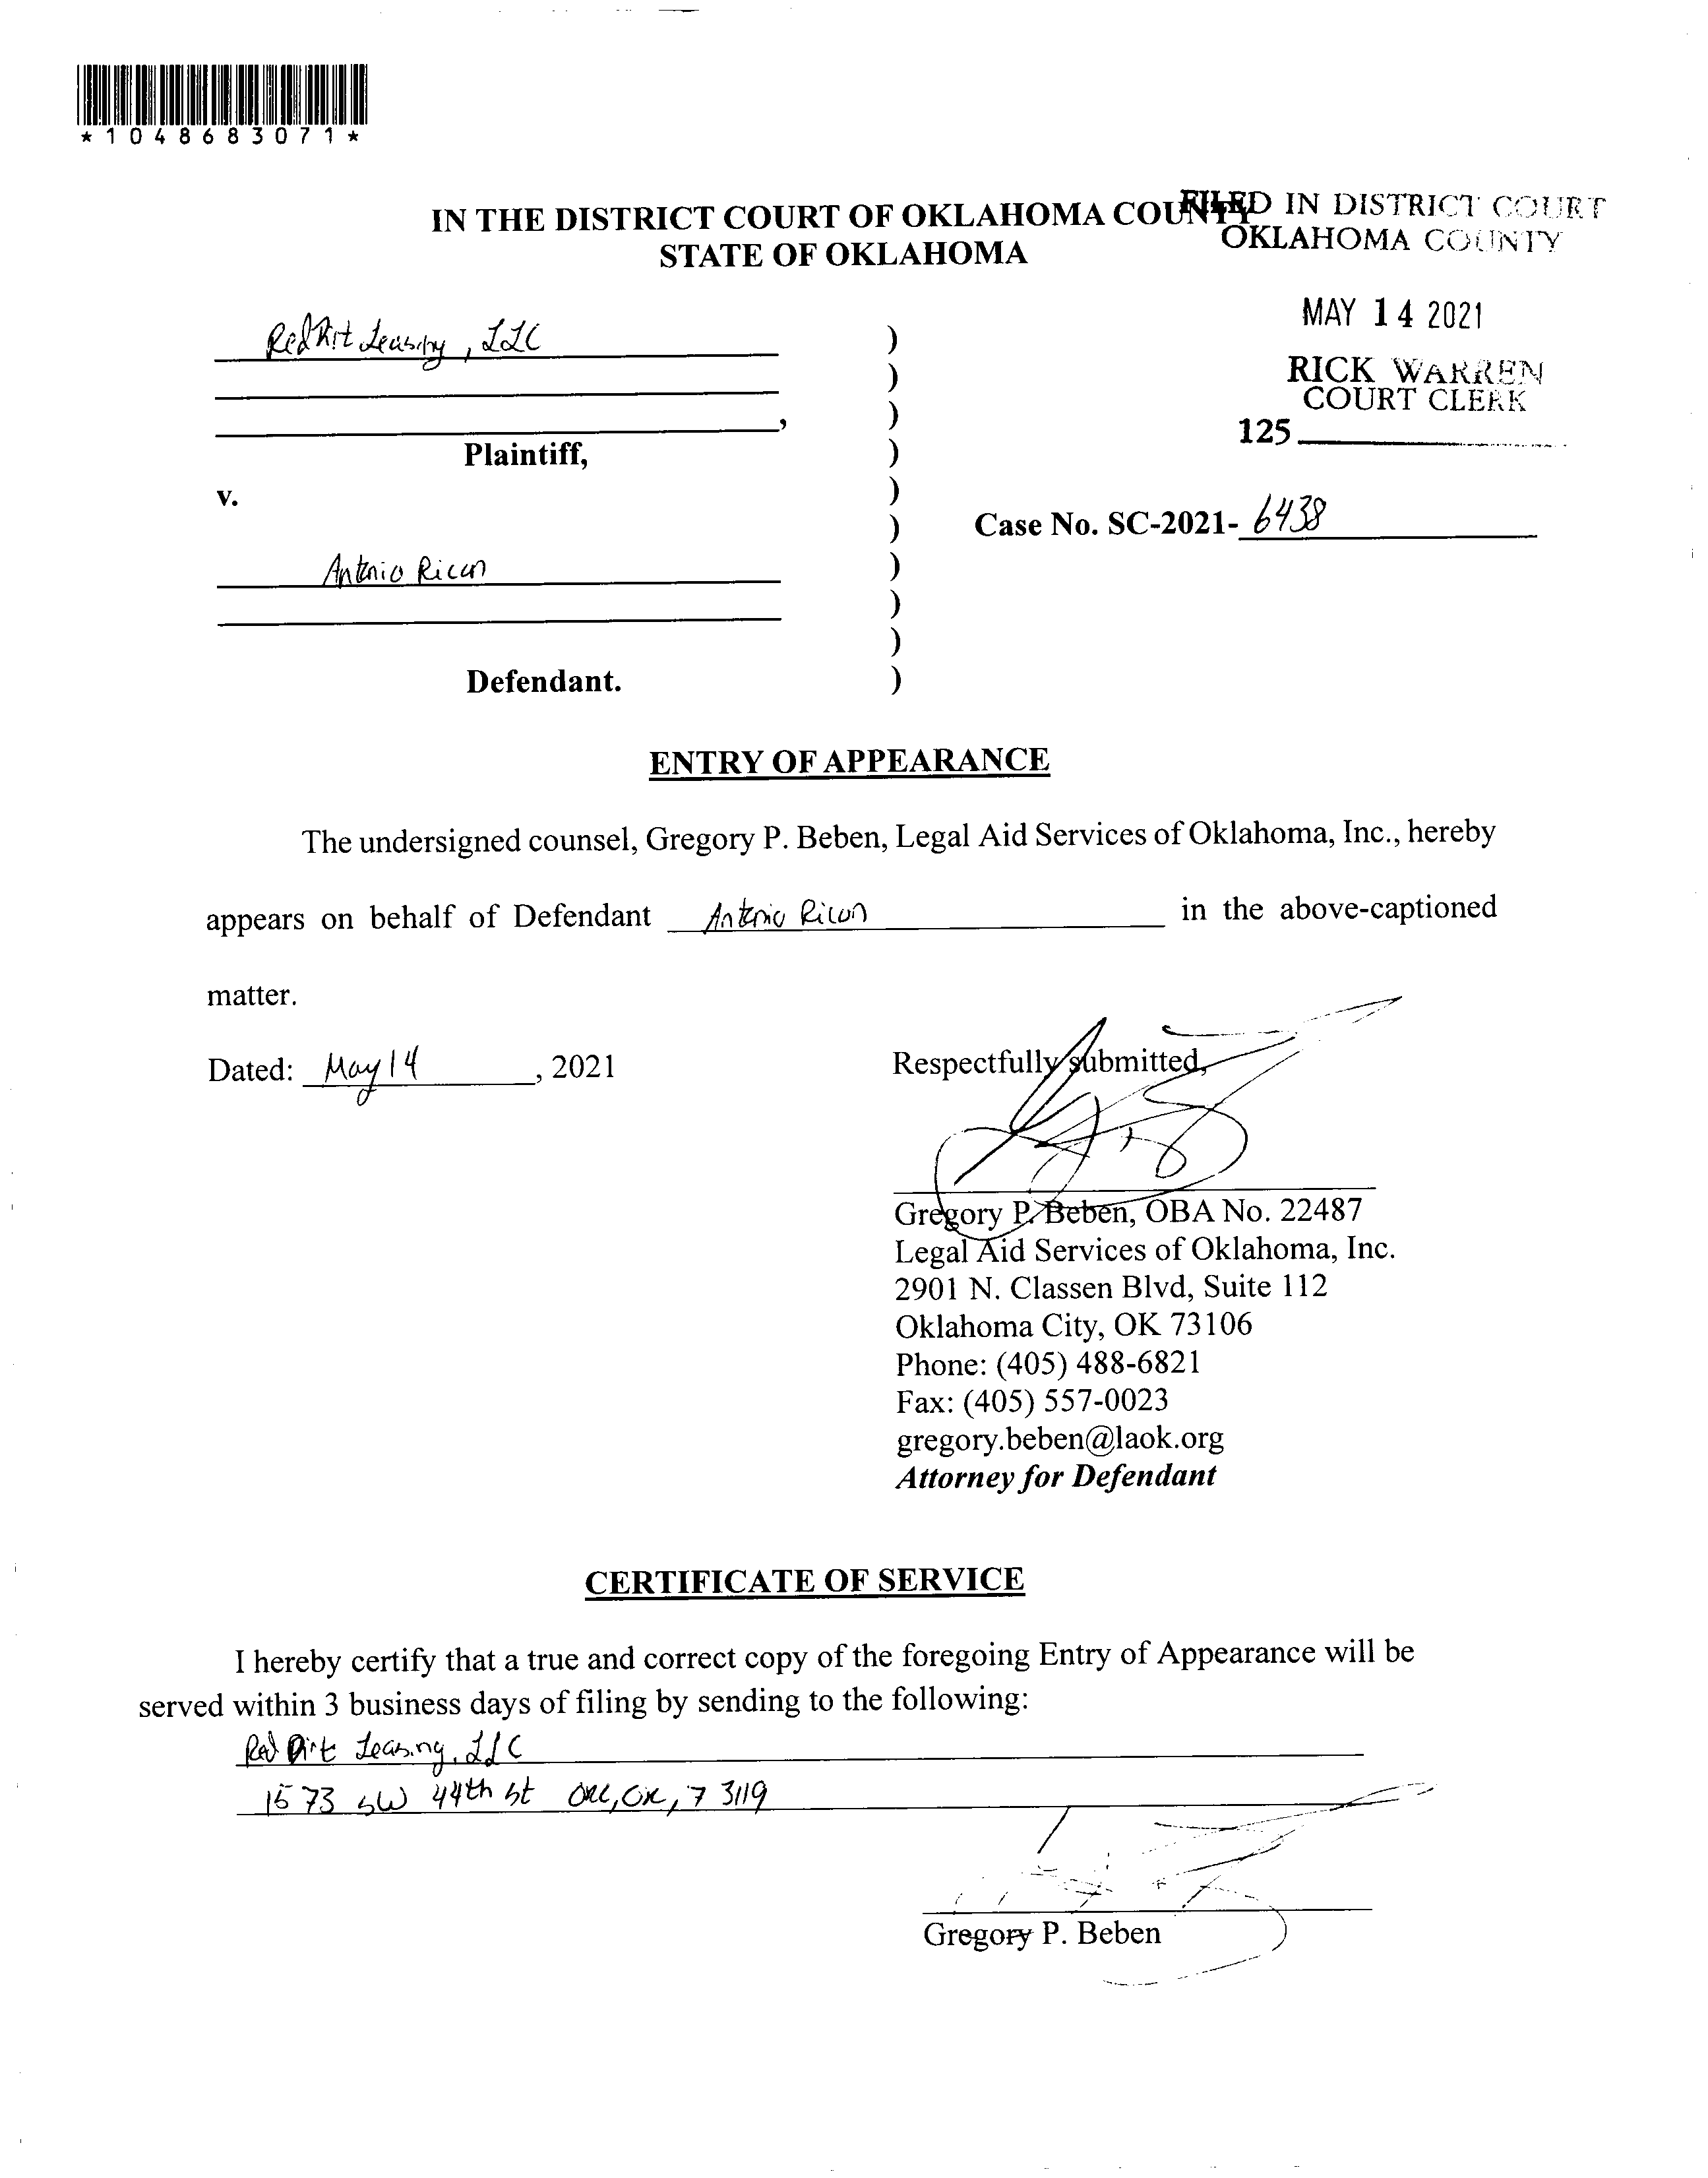 *1048683071*
IN THE DISTRICT COURT OF OKLAHOMA COUNTY
STATE OF OKLAHOMA
FILED IN DISTRICT COURT
OKLAHOMA COUNTY
MAY 14 2021
RICK WARREN
COURT CLERK
125
Red Dirt Leasing, LLC )
)
, )
Plaintiff, )
v. )
Case No. SC-2021- 6438 )
Antonio Ricon )
)
)
Defendant. )
ENTRY OF APPEARANCE
The undersigned counsel, Gregory P. Beben, Legal Aid Services of Oklahoma, Inc., hereby
appears on behalf of Defendant Antonio Ricon in the above-captioned
matter.
Dated: May 14, 2021
Respectfully submitted,
Gregory P. Beben, OBA No. 22487
Legal Aid Services of Oklahoma, Inc.
2901 N. Classen Blvd, Suite 112
Oklahoma City, OK 73106
Phone: (405) 488-6821
Fax: (405) 557-0023
gregory.beben@laok.org
Attorney for Defendant
CERTIFICATE OF SERVICE
I hereby certify that a true and correct copy of the foregoing Entry of Appearance will be
served within 3 business days of filing by sending to the following:
Red Dirt Leasing, LLC
1573 SW 44th St OKC, OK, 73119
Gregory P. Beben